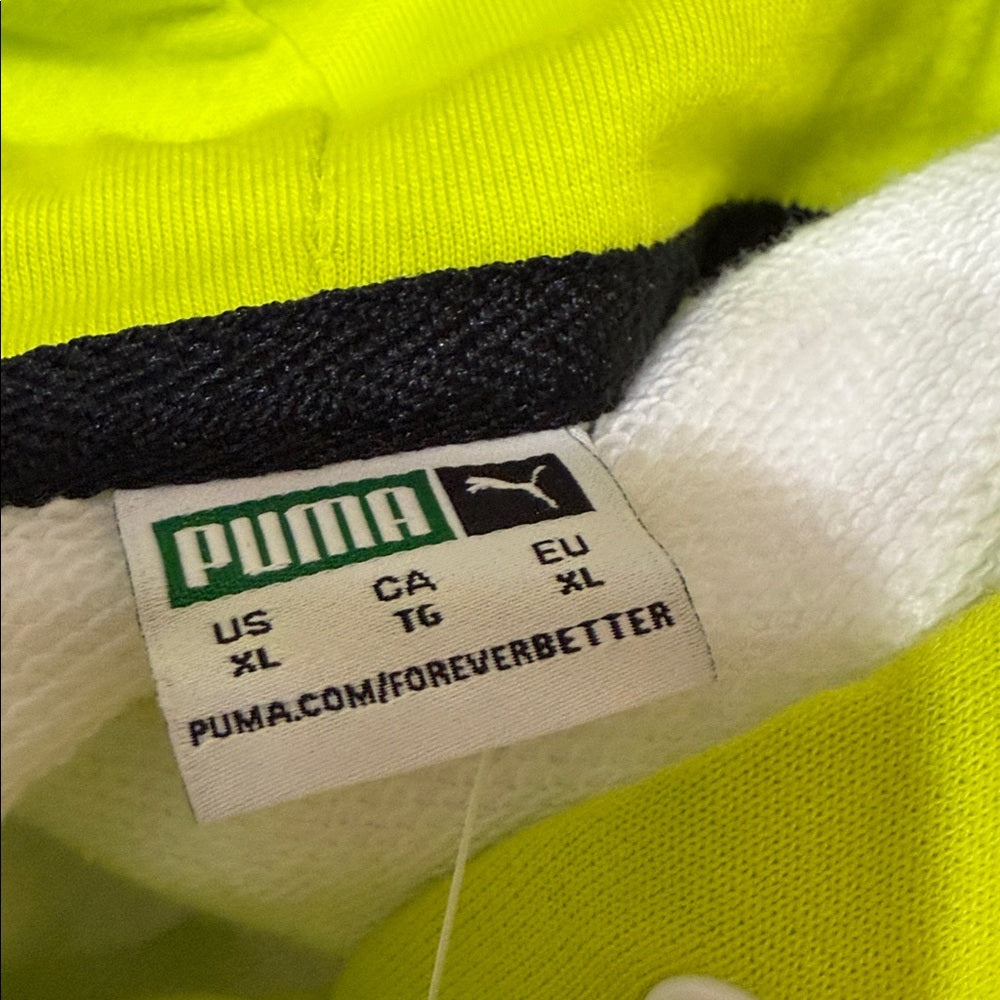 PUMA
US CA EU
XL TG XL
PUMA.COM/FOREVERBETTER